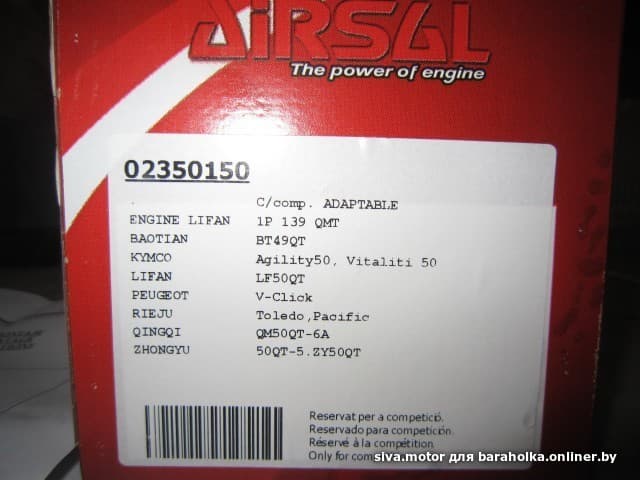 AIRSAL
The power of engine
02350150
C/comp. ADAPTABLE
ENGINE LIFAN 1P 139 QMT
BAOTIAN BT49QT
KYMCO Agility50, Vitaliti 50
LIFAN LF50QT
PEUGEOT V-Click
RIEJU Toledo,Pacific
QINGQI QM50QT-6A
ZHONGYU 50QT-5.ZY50QT
Reservat per a competició.
Reservado para competición.
Réservé à la compétition.
Only for com
siva.motor для baraholka.onliner.by